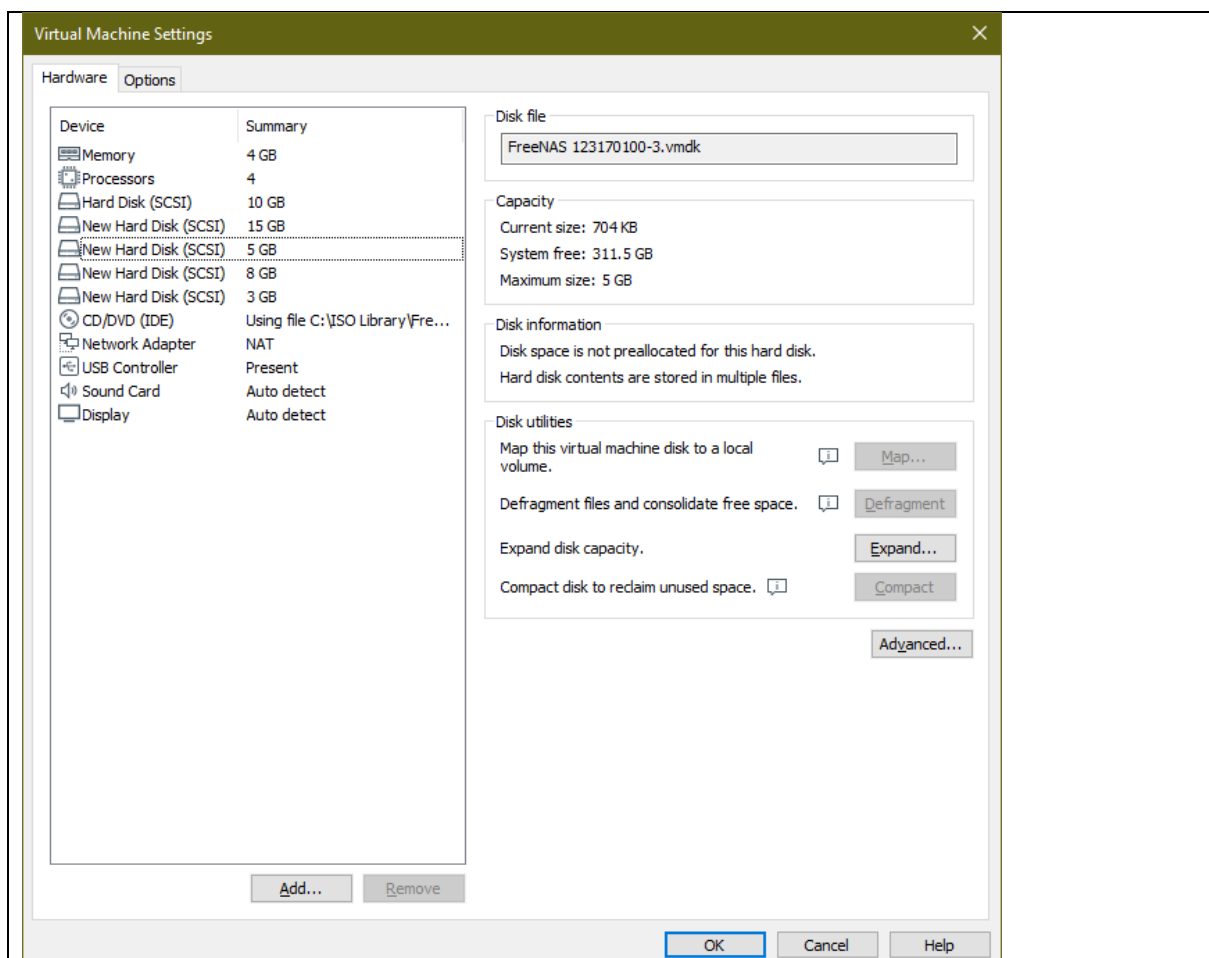 Virtual Machine Settings
Hardware
Options
Device Summary
Memory 4 GB
Processors 4
Hard Disk (SCSI) 10 GB
New Hard Disk (SCSI) 15 GB
New Hard Disk (SCSI) 5 GB
New Hard Disk (SCSI) 8 GB
New Hard Disk (SCSI) 3 GB
CD/DVD (IDE) Using file C:\ISO Library\Fre...
Network Adapter NAT
USB Controller Present
Sound Card Auto detect
Display Auto detect
Add...
Remove
Disk file
FreeNAS 123170100-3.vmdk
Capacity
Current size: 704 KB
System free: 311.5 GB
Maximum size: 5 GB
Disk information
Disk space is not preallocated for this hard disk.
Hard disk contents are stored in multiple files.
Disk utilities
Map this virtual machine disk to a local
volume.
Map...
Defragment files and consolidate free space.
Defragment
Expand disk capacity.
Expand...
Compact disk to reclaim unused space.
Compact
Advanced...
OK
Cancel
Help